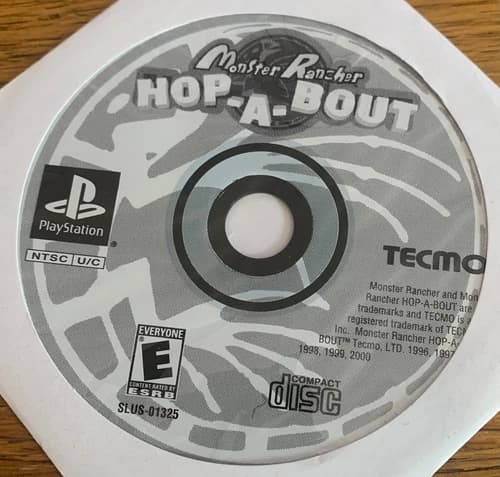 Monster Rancher
HOP-A-BOUT
PlayStation
NTSC U/C
TECMO
Monster Rancher and Mon
Rancher HOP-A-BOUT are
trademarks and TECMO is a
registered trademark of TECM
Inc. Monster Rancher HOP-A-
BOUT™ Tecmo, LTD. 1996, 1997
1998, 1999, 2000
EVERYONE
E
CONTENT RATED BY
ESRB
SLUS-01325
COMPACT
disc